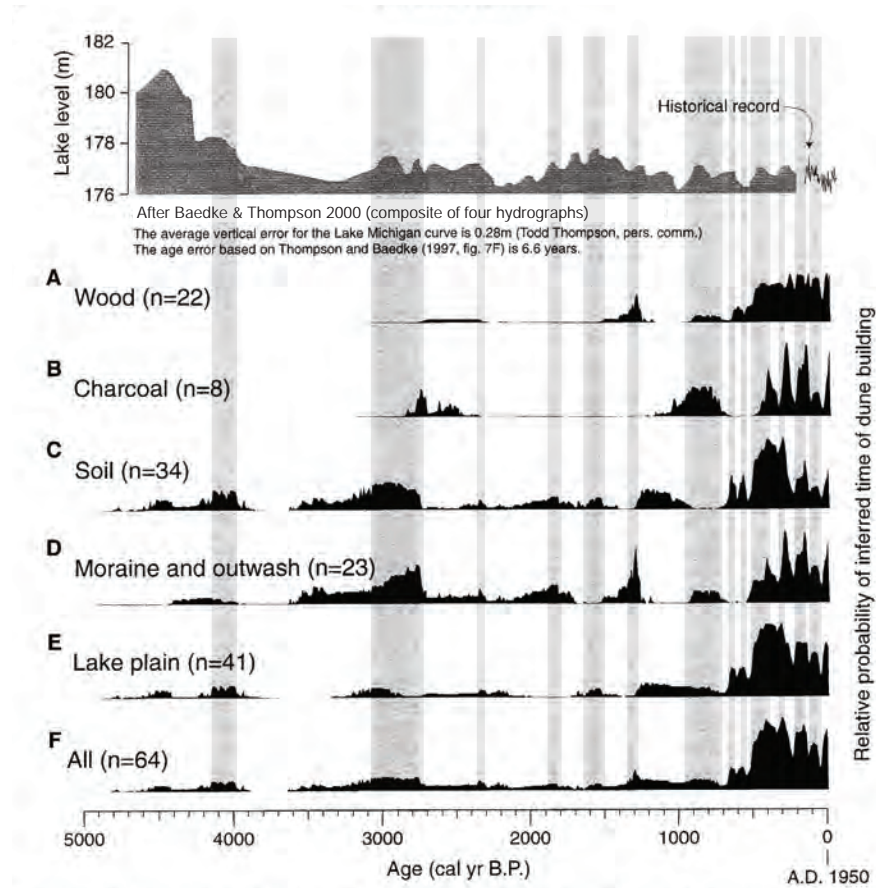 182
180
178
176
Lake level (m)
Historical record
After Baedke & Thompson 2000 (composite of four hydrographs)
The average vertical error for the Lake Michigan curve is 0.28m (Todd Thompson, pers. comm.)
The age error based on Thompson and Baedke (1997, fig. 7F) is 6.6 years.
A
Wood (n=22)
B
Charcoal (n=8)
C
Soil (n=34)
D
Moraine and outwash (n=23)
E
Lake plain (n=41)
F
All (n=64)
Relative probability of inferred time of dune building
5000 4000 3000 2000 1000 0
Age (cal yr B.P.)
A.D. 1950